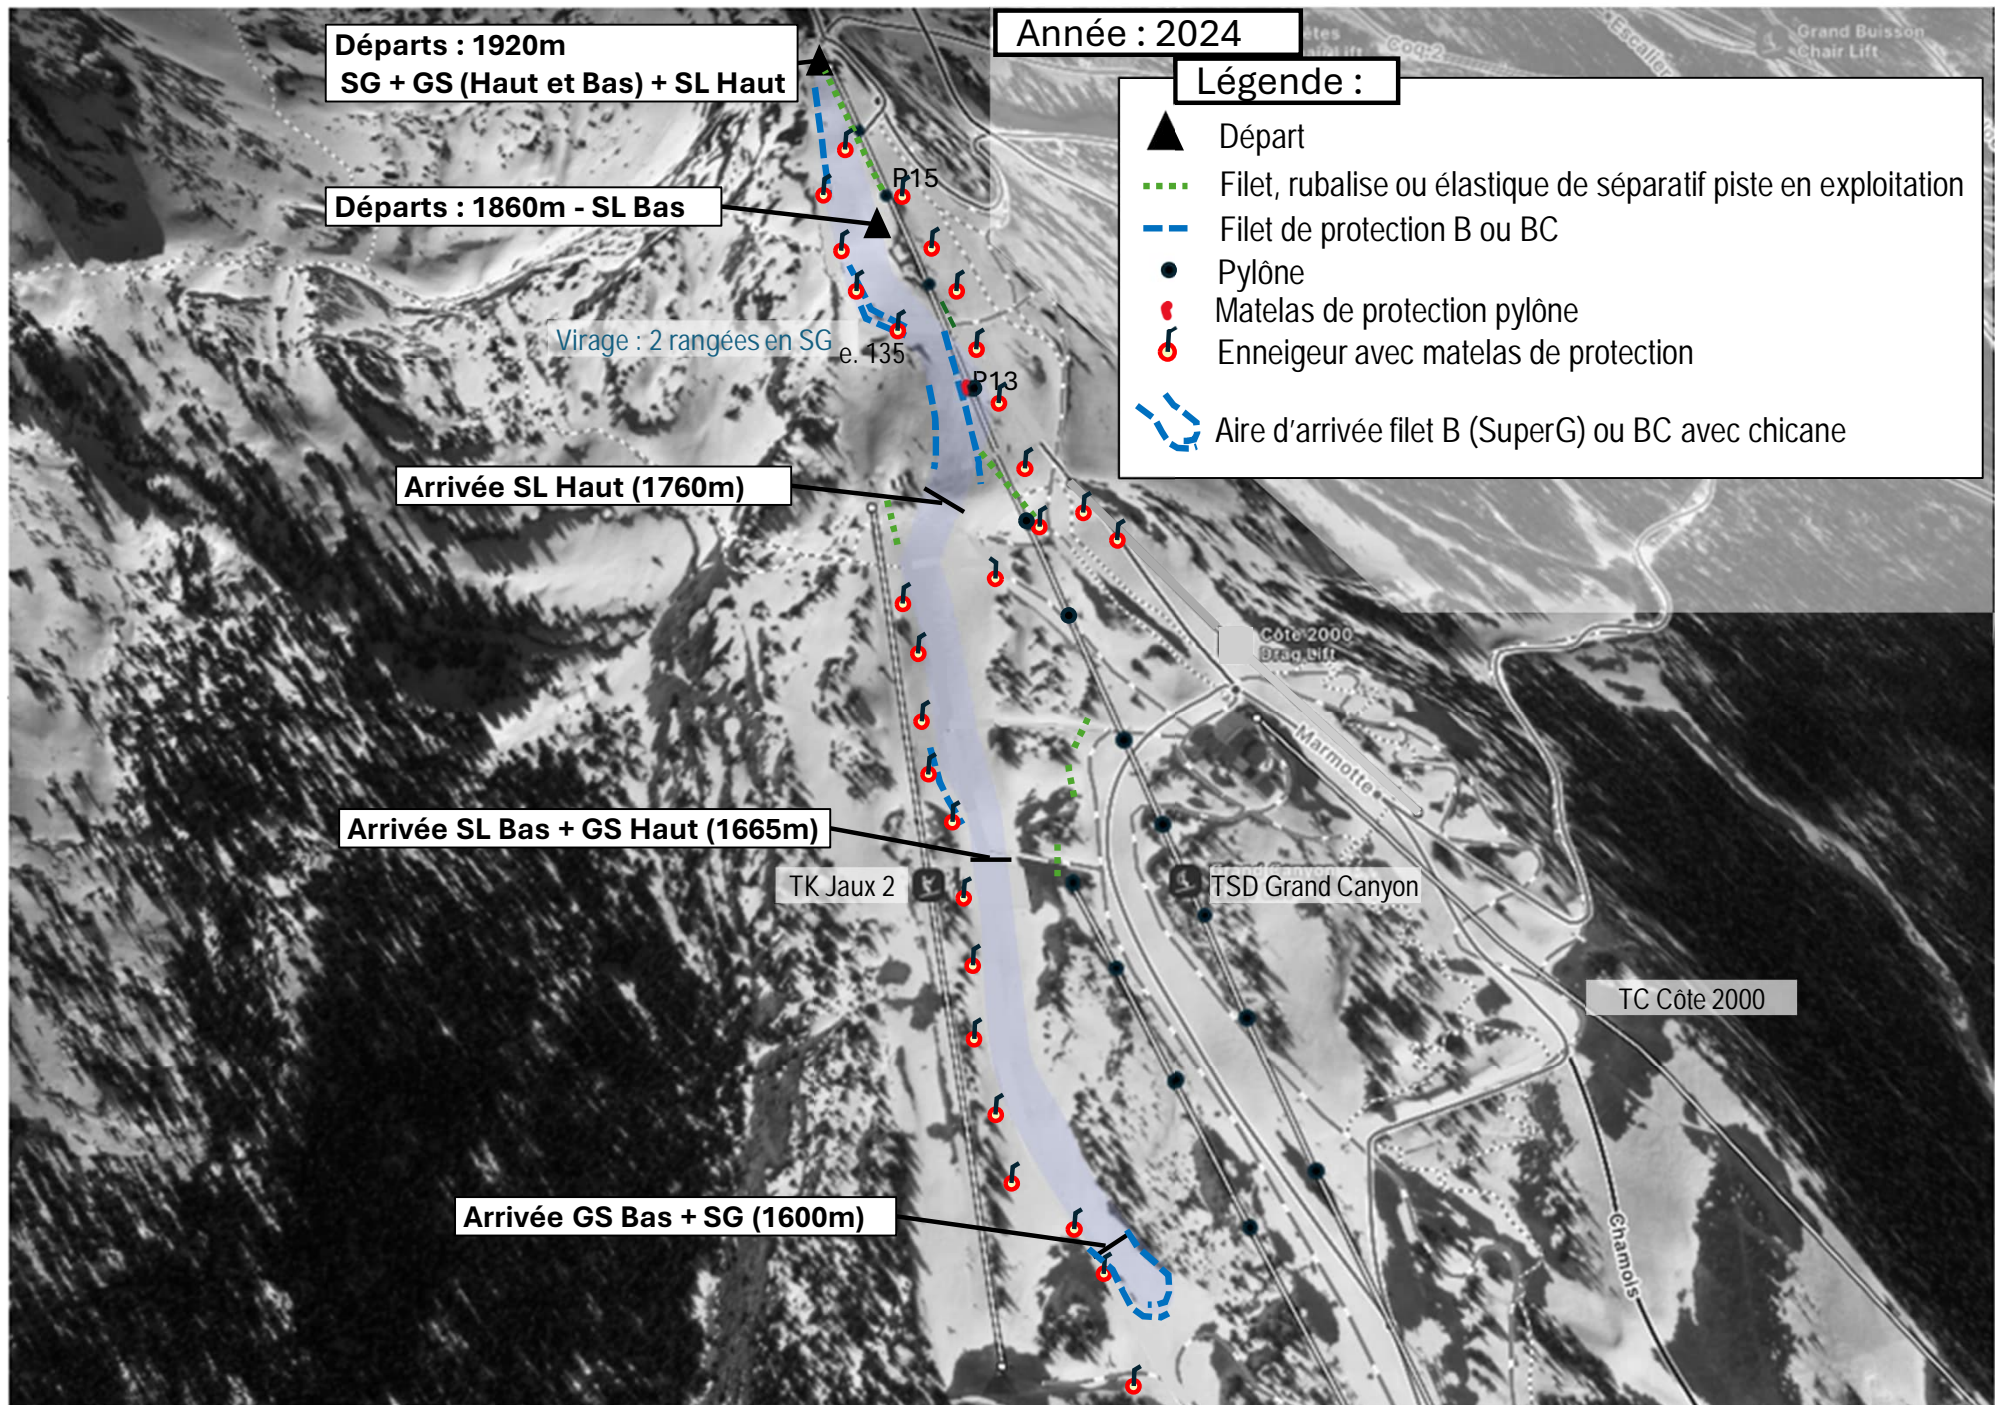 Année : 2024
Départs : 1920m
SG + GS (Haut et Bas) + SL Haut
Coq-2
Escaller
Grand Buisson
Chair Lift
Légende :
Départ
Filet, rubalise ou élastique de séparatif piste en exploitation
Filet de protection B ou BC
Pylône
Matelas de protection pylône
Enneigeur avec matelas de protection
Aire d'arrivée filet B (SuperG) ou BC avec chicane
P15
Départs : 1860m - SL Bas
Virage : 2 rangées en SG
e. 135
P13
Arrivée SL Haut (1760m)
Côte 2000
Drag Lift
Marmotte
Arrivée SL Bas + GS Haut (1665m)
TK Jaux 2
TSD Grand Canyon
TC Côte 2000
Arrivée GS Bas + SG (1600m)
Chamois